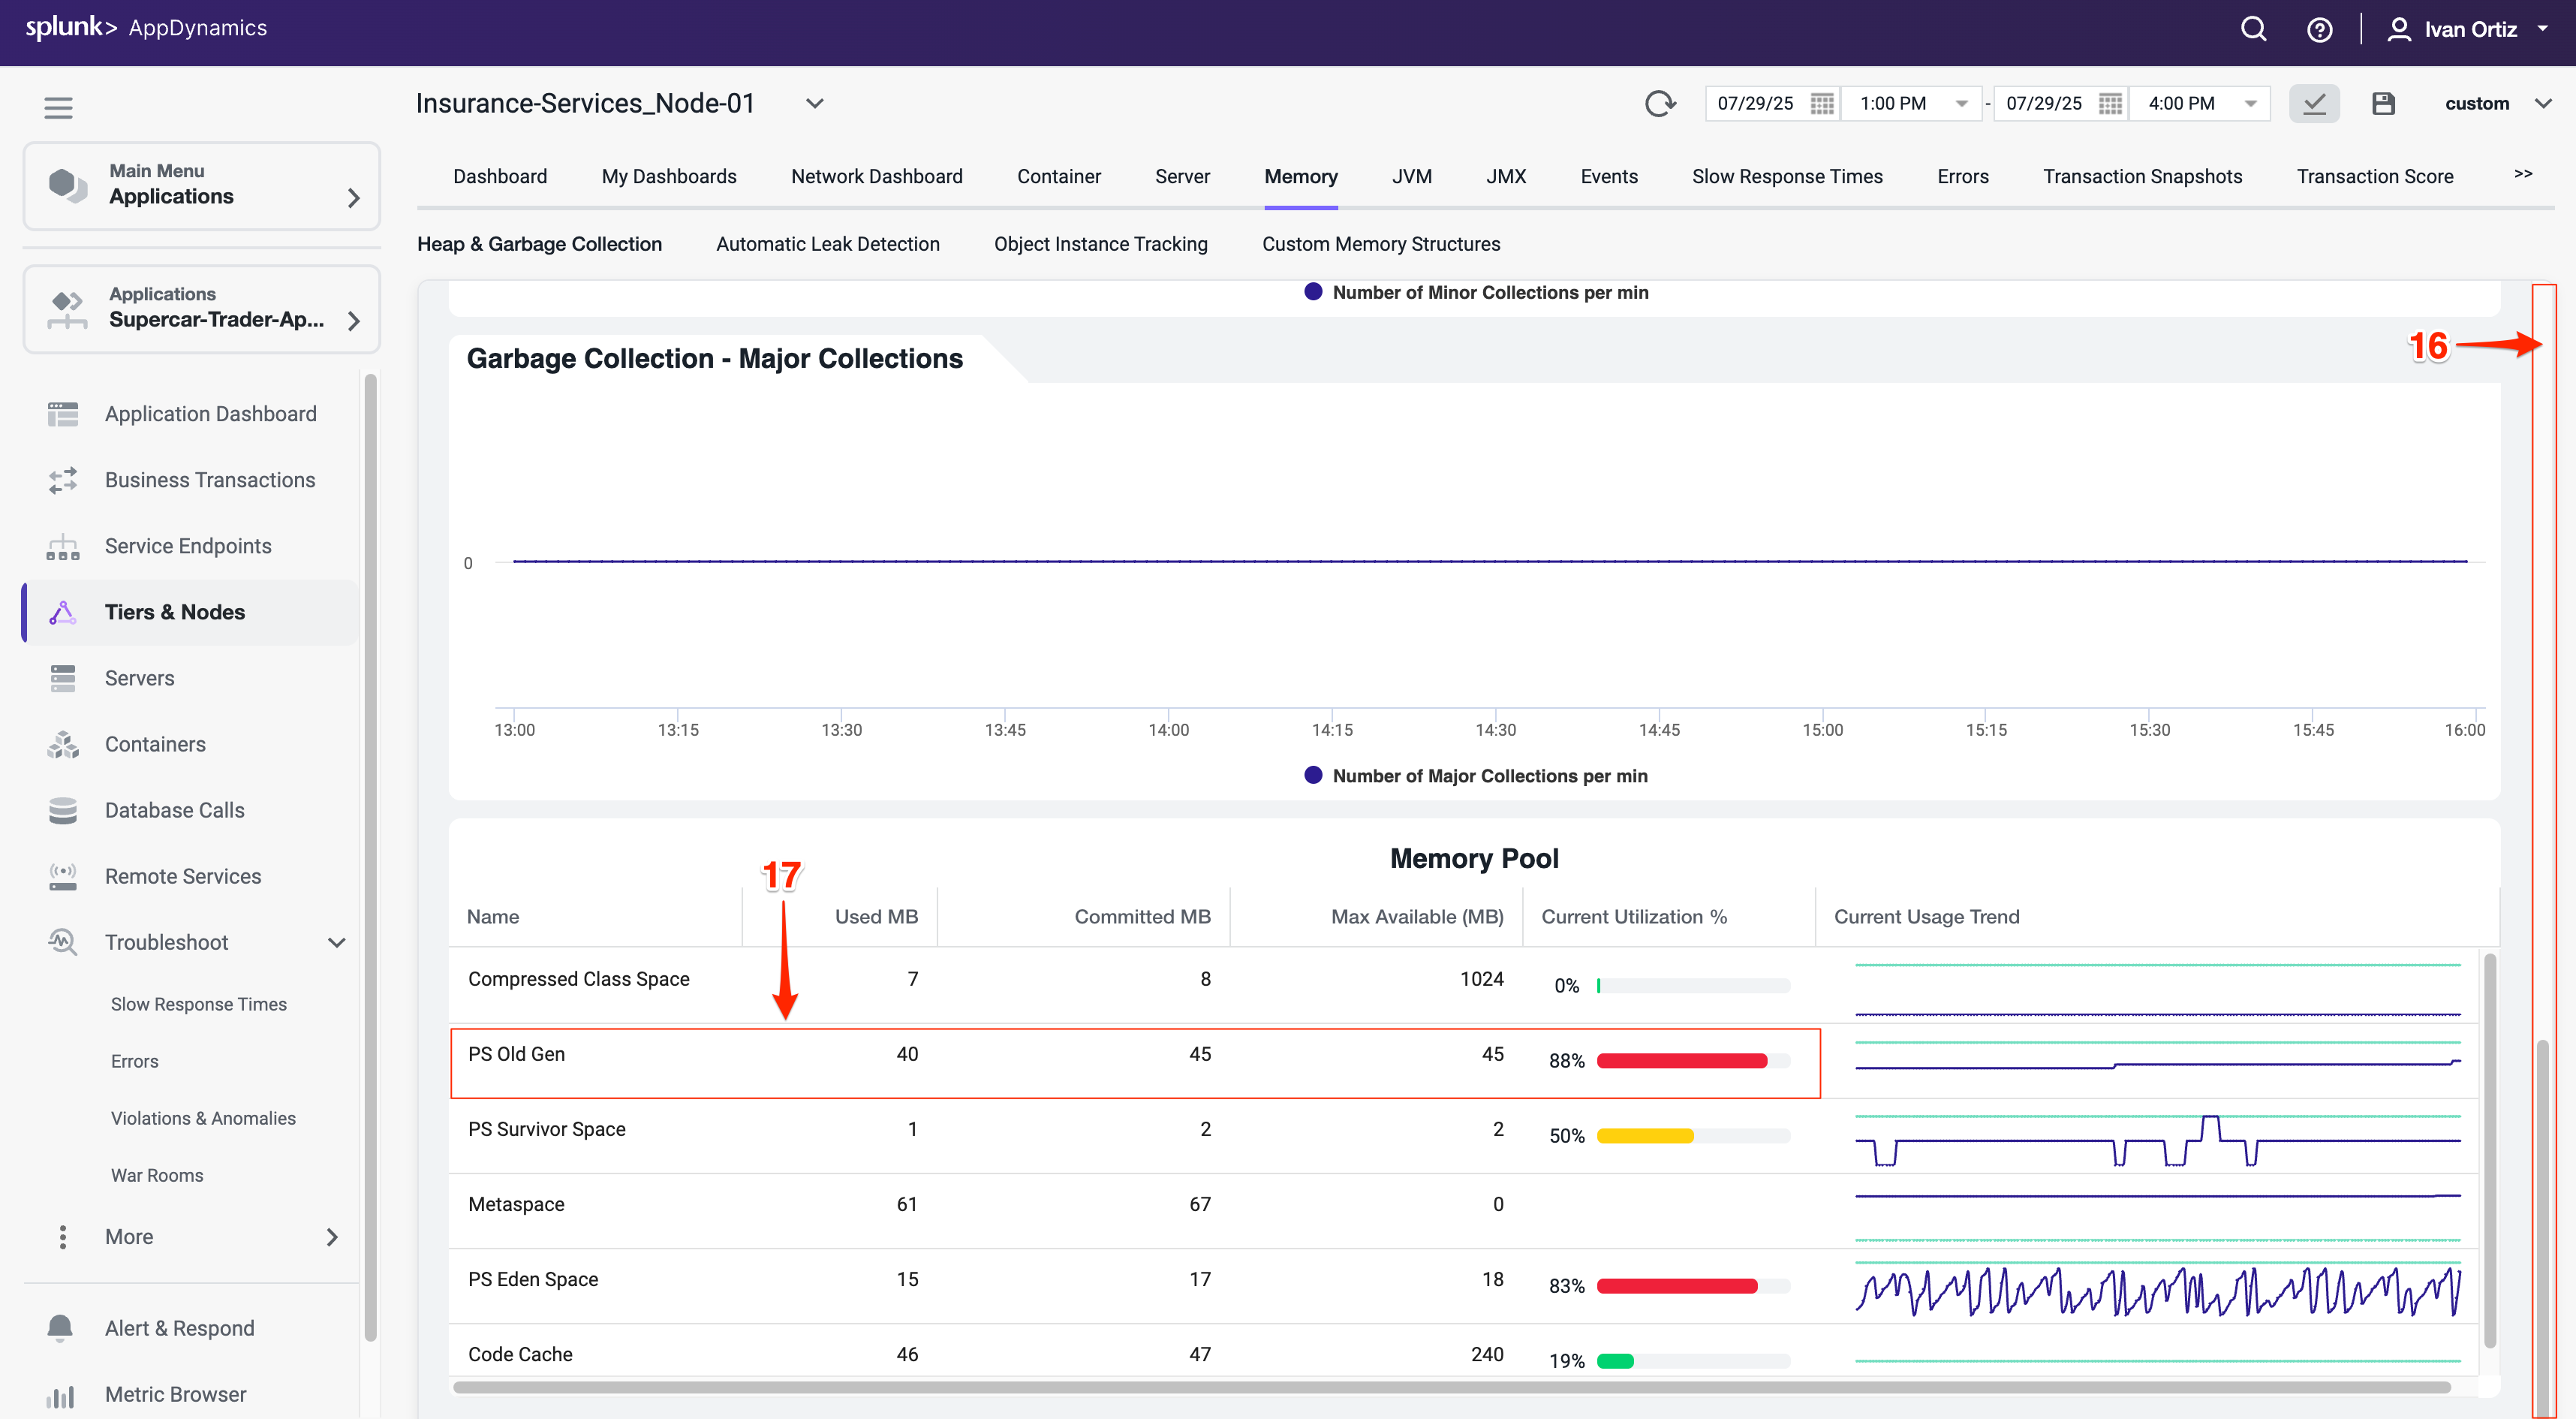 splunk> AppDynamics
Ivan Ortiz
Insurance-Services_Node-01
07/29/25 1:00 PM - 07/29/25 4:00 PM custom
Main Menu
Applications
Applications
Supercar-Trader-Ap...
Application Dashboard
Business Transactions
Service Endpoints
Tiers & Nodes
Servers
Containers
Database Calls
Remote Services
Troubleshoot
Slow Response Times
Errors
Violations & Anomalies
War Rooms
More
Alert & Respond
Metric Browser
Dashboard My Dashboards Network Dashboard Container Server Memory JVM JMX Events Slow Response Times Errors Transaction Snapshots Transaction Score >>
Heap & Garbage Collection Automatic Leak Detection Object Instance Tracking Custom Memory Structures
Number of Minor Collections per min
16
Garbage Collection - Major Collections
0
13:00 13:15 13:30 13:45 14:00 14:15 14:30 14:45 15:00 15:15 15:30 15:45 16:00
Number of Major Collections per min
Memory Pool
17
Name Used MB Committed MB Max Available (MB) Current Utilization % Current Usage Trend
Compressed Class Space 7 8 1024 0%
PS Old Gen 40 45 45 88%
PS Survivor Space 1 2 2 50%
Metaspace 61 67 0
PS Eden Space 15 17 18 83%
Code Cache 46 47 240 19%